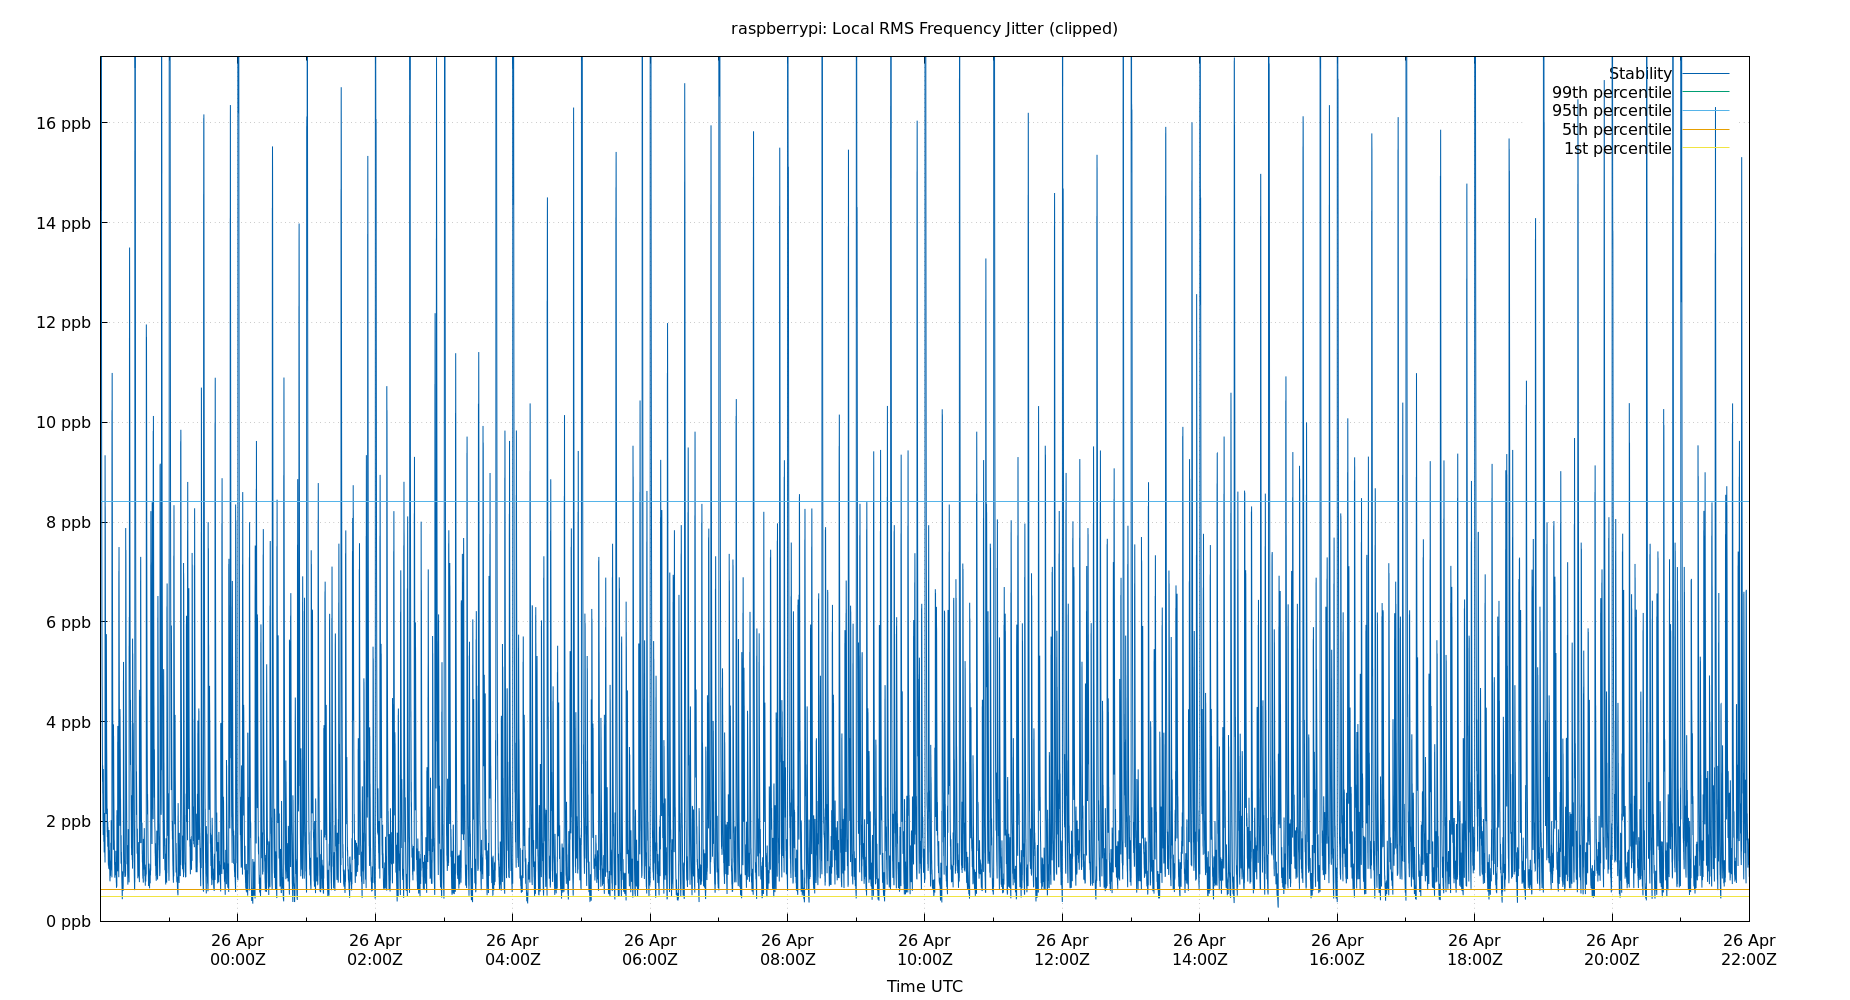 raspberrypi: Local RMS Frequency Jitter (clipped)
Stability
99th percentile
95th percentile
5th percentile
1st percentile
16 ppb
14 ppb
12 ppb
10 ppb
8 ppb
6 ppb
4 ppb
2 ppb
0 ppb
26 Apr 26 Apr 26 Apr 26 Apr 26 Apr 26 Apr 26 Apr 26 Apr 26 Apr 26 Apr 26 Apr 26 Apr
00:00Z 02:00Z 04:00Z 06:00Z 08:00Z 10:00Z 12:00Z 14:00Z 16:00Z 18:00Z 20:00Z 22:00Z
Time UTC